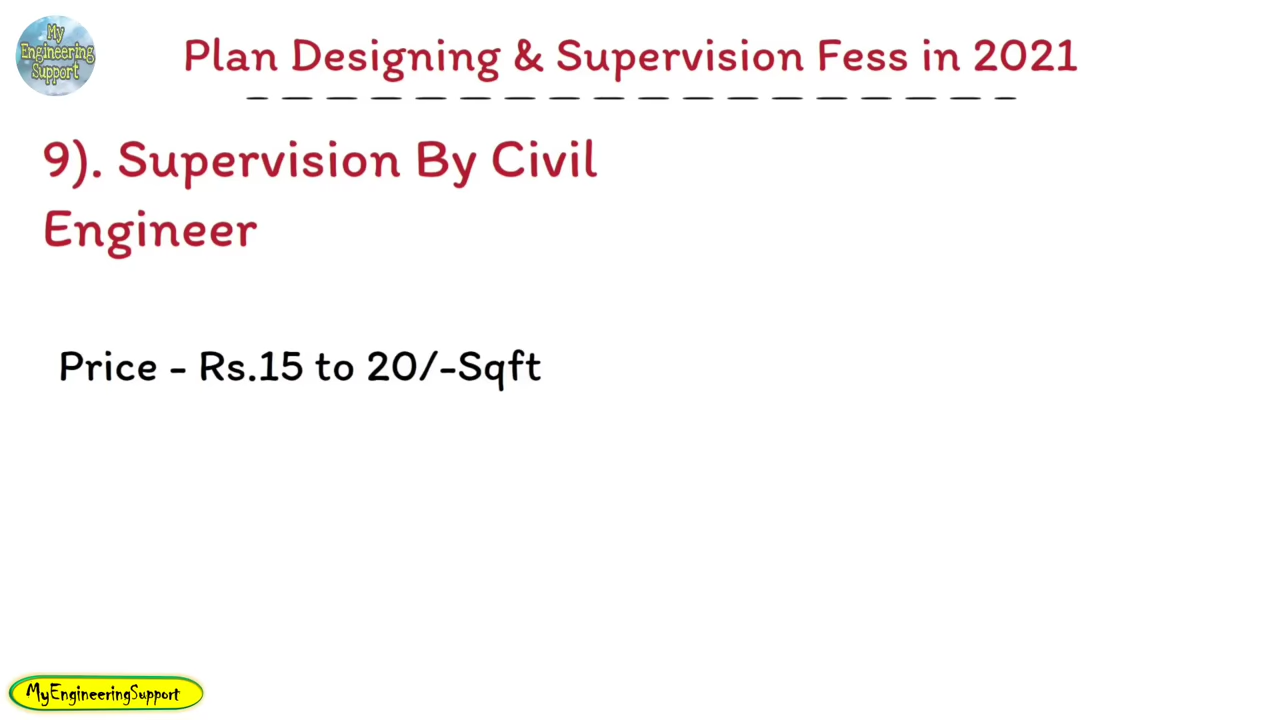 My
Engineering
Support
Plan Designing & Supervision Fess in 2021
9). Supervision By Civil
Engineer
Price - Rs.15 to 20/-Sqft
MyEngineeringSupport